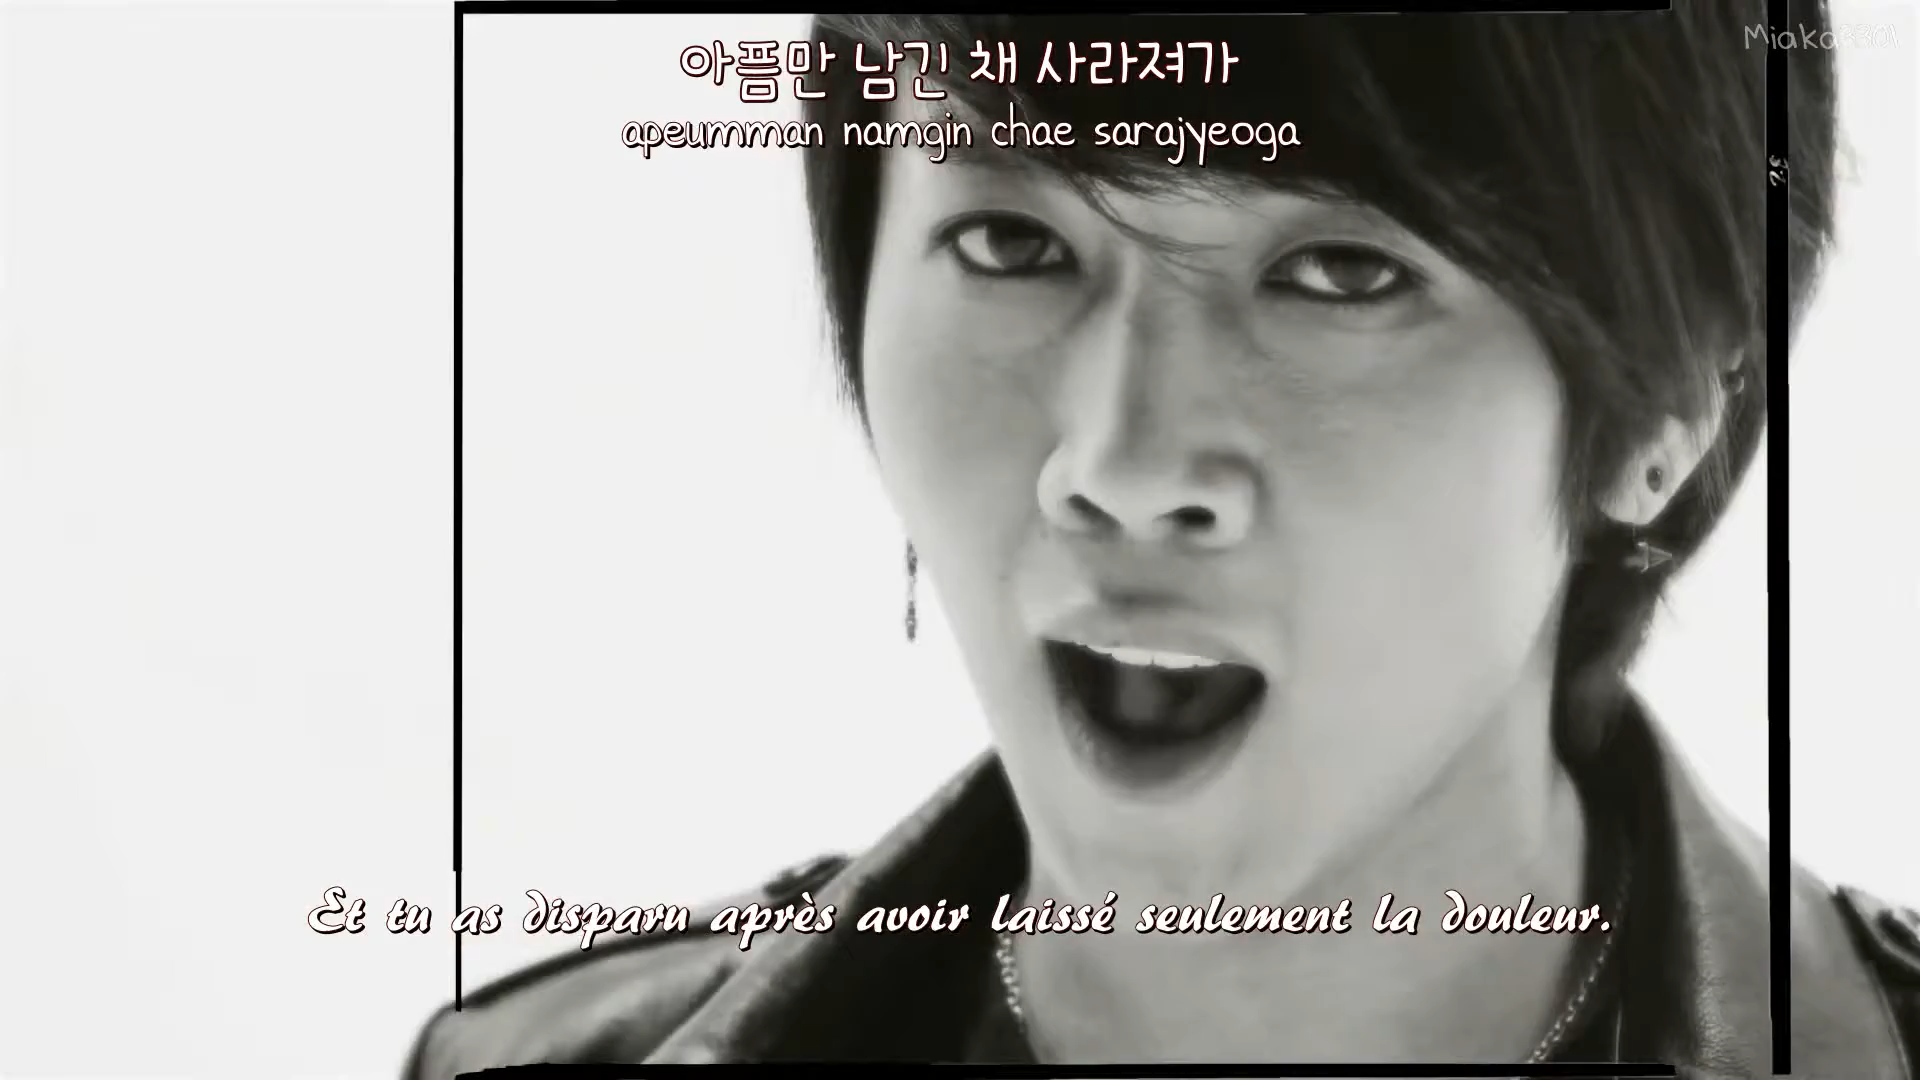 아픔만 남긴 채 사라져가
apeumman namgin chae sarajyeoga
Et tu as disparu après avoir laissé seulement la douleur.